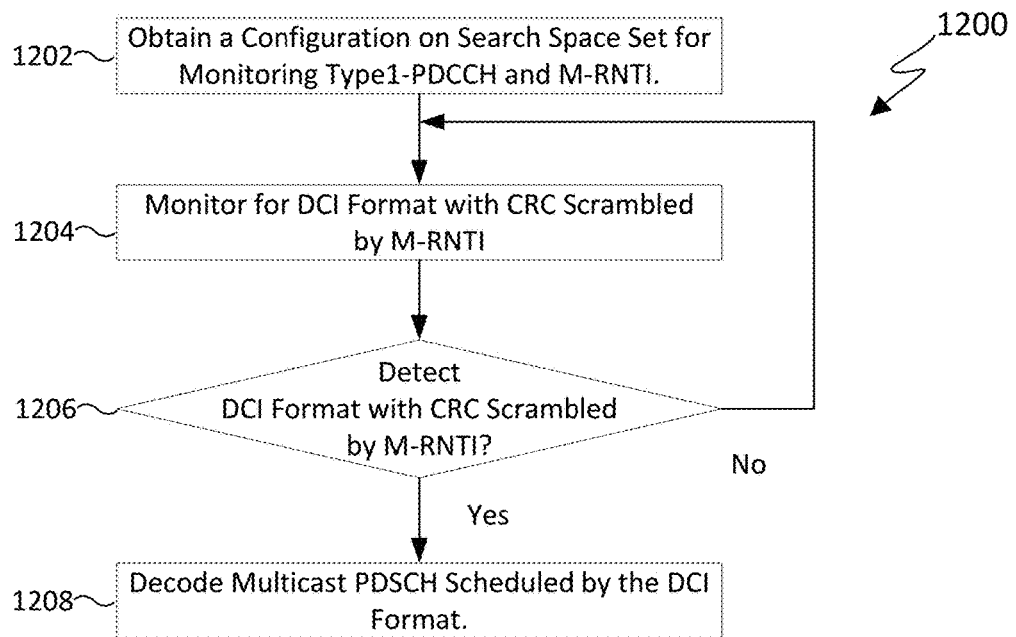 1200
1202
Obtain a Configuration on Search Space Set for
Monitoring Type1-PDCCH and M-RNTI.
1204
Monitor for DCI Format with CRC Scrambled
by M-RNTI
1206
Detect
DCI Format with CRC Scrambled
by M-RNTI?
No
Yes
1208
Decode Multicast PDSCH Scheduled by the DCI
Format.